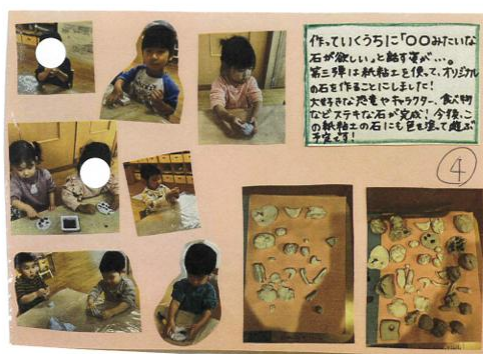 作っていくうちに「〇〇みたいな
石が欲しい」と話す姿が…。
第三弾は紙粘土を使って、オリジナル
の石を作ることにしました！
大好きな恐竜やキャラクター、食べ物
などステキな石が完成！今後、こ
の紙粘土の石にも色を塗って遊ぶ
予定です！
④